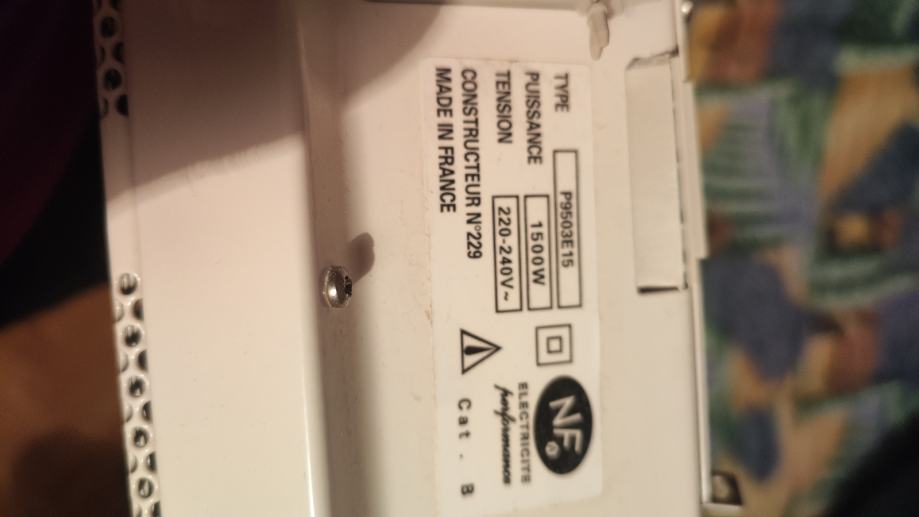 TYPE P9503E15
PUISSANCE 1500W
TENSION 220-240V~
CONSTRUCTEUR N°229
MADE IN FRANCE
NF®
ELECTRICITE
performance
Cat. B